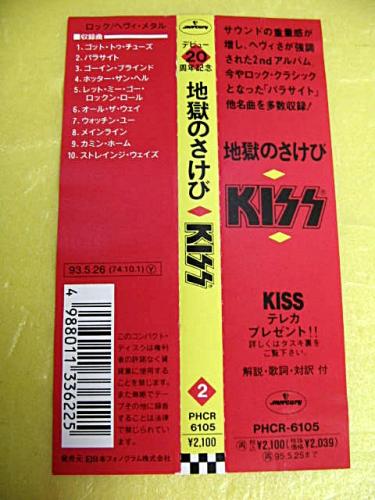 ロック/ヘヴィ・メタル
■収録曲
1. ゴット・トゥ・チューズ
2. パラサイト
3. ゴーイン・ブラインド
4. ホッター・ザン・ヘル
5. レット・ミー・ゴー・
ロックン・ロール
6. オール・ザ・ウェイ
7. ウォッチン・ユー
8. メインライン
9. カミン・ホーム
10. ストレインジ・ウェイズ
93.5.26 (74.10.1) Y
4988011336225
このコンパクト・
ディスクは権利
者の許諾なく賃
貸業に使用する
ことを禁じます。
また無断でテー
プその他に録音
することは法律
で禁じられてい
ます。
発売元 日本フォノグラム株式会社
mercury
デビュー
20
周年記念
地獄のさけび
KISS
2
PHCR
6105
¥2,100
サウンドの重量感が
増し、ヘヴィさが強調
された2ndアルバム。
今やロック・クラシック
となった「パラサイト」
他名曲を多数収録!
地獄のさけび
KISS
KISS
テレカ
プレゼント!!
詳しくはタスキ裏を
ご覧下さい。
解説・歌詞・対訳 付
mercury
PHCR-6105
¥2,100 ¥2,039)
再 95.5.25まで